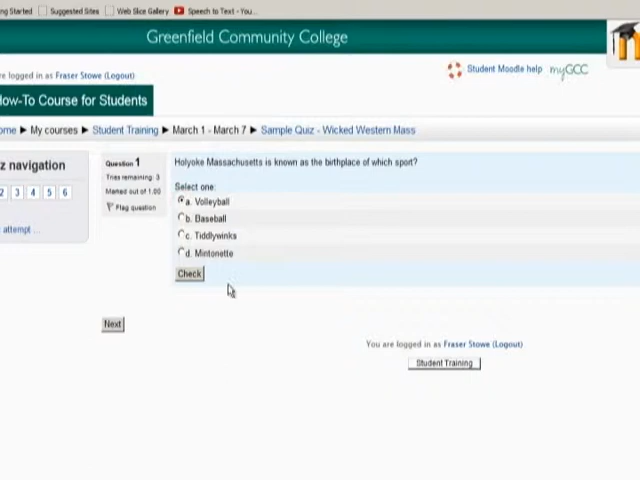 ng Started Suggested Sites Web Slice Gallery Speech to Text - You...
Greenfield Community College
re logged in as Fraser Stowe (Logout)
Student Moodle help myGCC
How-To Course for Students
ome ► My courses ► Student Training ► March 1 - March 7 ► Sample Quiz - Wicked Western Mass
z navigation
2 3 4 5 6
attempt ...
Question 1
Tries remaining: 3
Marked out of 1.00
Flag question
Holyoke Massachusetts is known as the birthplace of which sport?
Select one:
a. Volleyball
b. Baseball
c. Tiddlywinks
d. Mintonette
Check
Next
You are logged in as Fraser Stowe (Logout)
Student Training